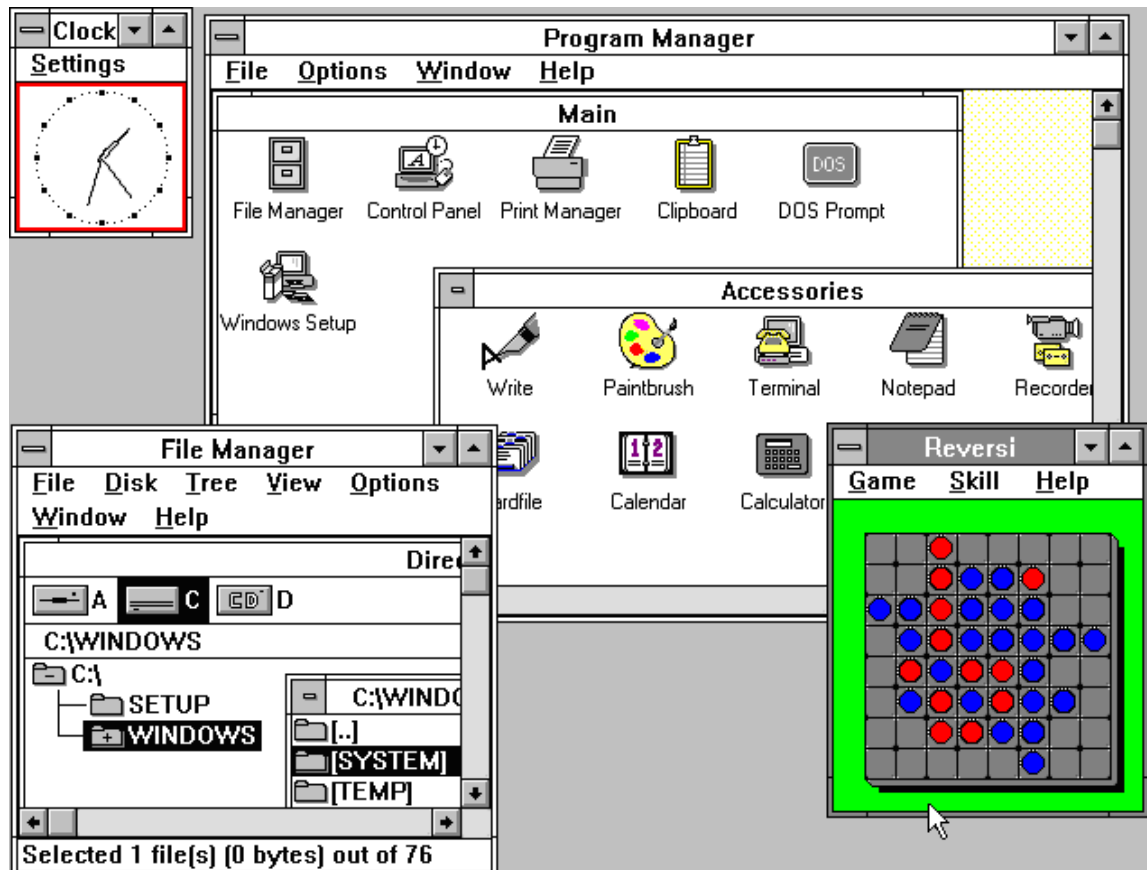 Clock
Settings
Program Manager
File Options Window Help
Main
File Manager Control Panel Print Manager Clipboard DOS DOS Prompt
Windows Setup
Accessories
Write Paintbrush Terminal Notepad Recorder
ardfile 12 Calendar Calculator
File Manager
File Disk Tree View Options
Window Help
Direc
A C CD D
C:\WINDOWS
C:\
SETUP
WINDOWS
C:\WINDO
[..]
[SYSTEM]
[TEMP]
Selected 1 file(s) (0 bytes) out of 76
Reversi
Game Skill Help